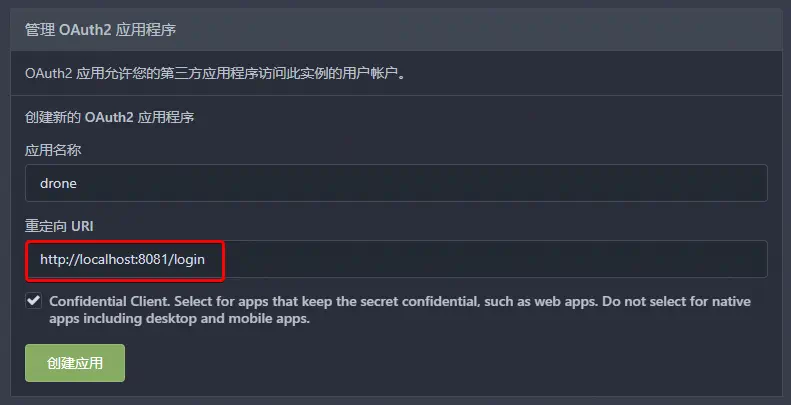 管理 OAuth2 应用程序
OAuth2 应用允许您的第三方应用程序访问此实例的用户帐户。
创建新的 OAuth2 应用程序
应用名称
drone
重定向 URI
http://localhost:8081/login
Confidential Client. Select for apps that keep the secret confidential, such as web apps. Do not select for native
apps including desktop and mobile apps.
创建应用